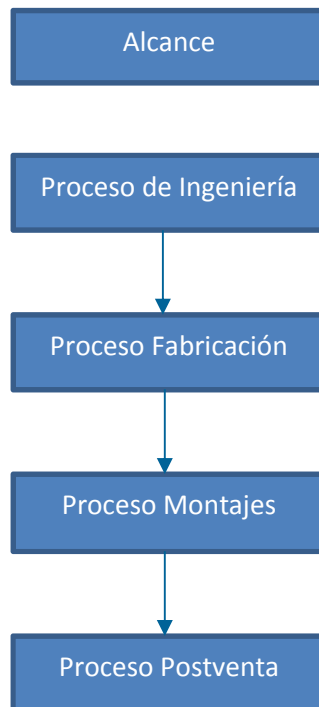 Alcance
Proceso de Ingeniería
Proceso Fabricación
Proceso Montajes
Proceso Postventa